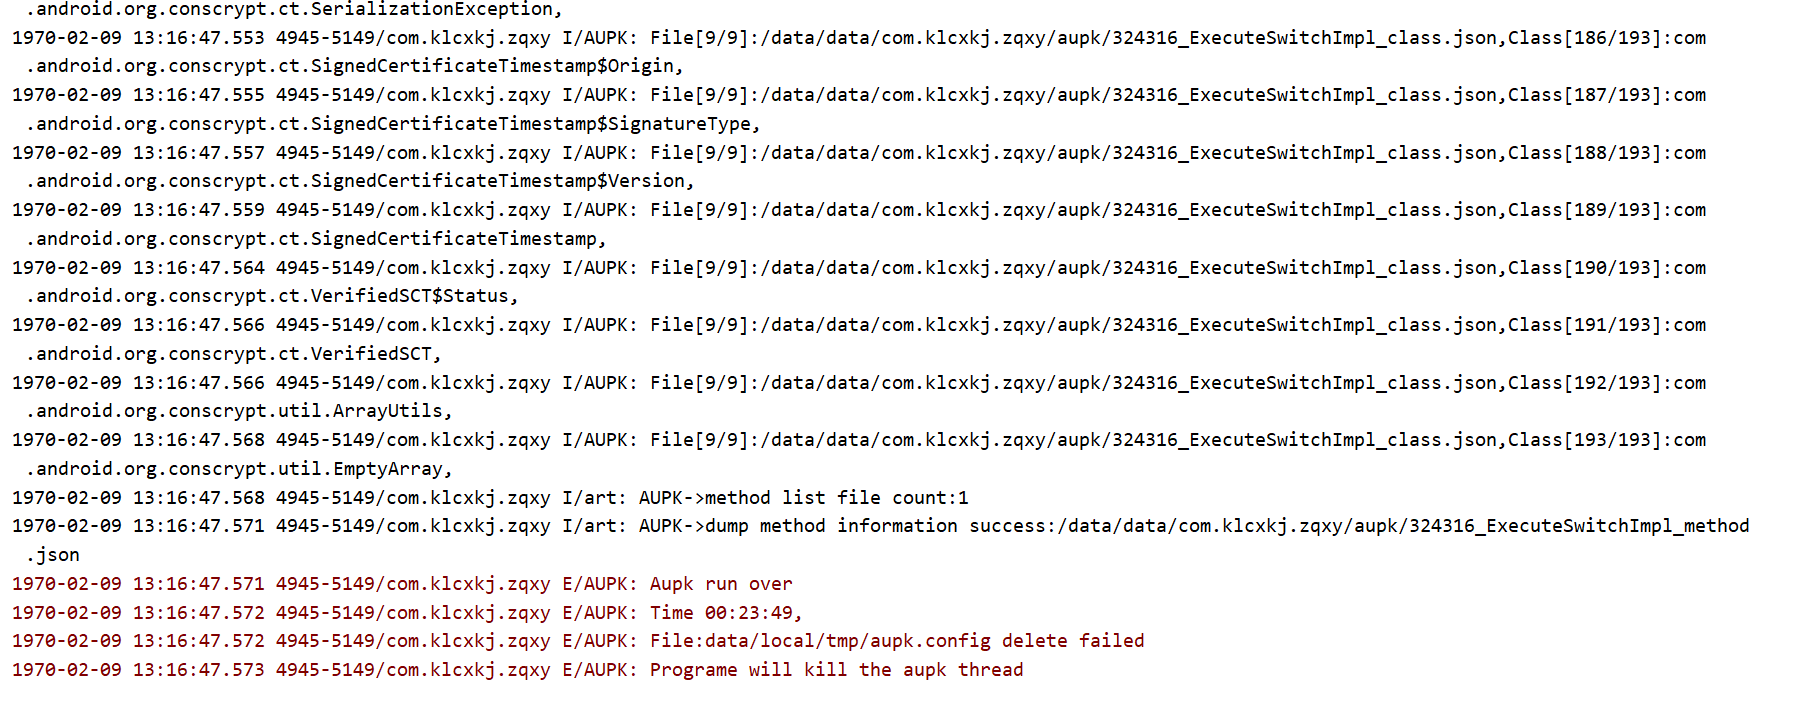 .android.org.conscrypt.ct.SerializationException,
1970-02-09 13:16:47.553 4945-5149/com.klcxkj.zqxy I/AUPK: File[9/9]:/data/data/com.klcxkj.zqxy/aupk/324316_ExecuteSwitchImpl_class.json,Class[186/193]:com
.android.org.conscrypt.ct.SignedCertificateTimestamp$Origin,
1970-02-09 13:16:47.555 4945-5149/com.klcxkj.zqxy I/AUPK: File[9/9]:/data/data/com.klcxkj.zqxy/aupk/324316_ExecuteSwitchImpl_class.json,Class[187/193]:com
.android.org.conscrypt.ct.SignedCertificateTimestamp$SignatureType,
1970-02-09 13:16:47.557 4945-5149/com.klcxkj.zqxy I/AUPK: File[9/9]:/data/data/com.klcxkj.zqxy/aupk/324316_ExecuteSwitchImpl_class.json,Class[188/193]:com
.android.org.conscrypt.ct.SignedCertificateTimestamp$Version,
1970-02-09 13:16:47.559 4945-5149/com.klcxkj.zqxy I/AUPK: File[9/9]:/data/data/com.klcxkj.zqxy/aupk/324316_ExecuteSwitchImpl_class.json,Class[189/193]:com
.android.org.conscrypt.ct.SignedCertificateTimestamp,
1970-02-09 13:16:47.564 4945-5149/com.klcxkj.zqxy I/AUPK: File[9/9]:/data/data/com.klcxkj.zqxy/aupk/324316_ExecuteSwitchImpl_class.json,Class[190/193]:com
.android.org.conscrypt.ct.VerifiedSCT$Status,
1970-02-09 13:16:47.566 4945-5149/com.klcxkj.zqxy I/AUPK: File[9/9]:/data/data/com.klcxkj.zqxy/aupk/324316_ExecuteSwitchImpl_class.json,Class[191/193]:com
.android.org.conscrypt.ct.VerifiedSCT,
1970-02-09 13:16:47.566 4945-5149/com.klcxkj.zqxy I/AUPK: File[9/9]:/data/data/com.klcxkj.zqxy/aupk/324316_ExecuteSwitchImpl_class.json,Class[192/193]:com
.android.org.conscrypt.util.ArrayUtils,
1970-02-09 13:16:47.568 4945-5149/com.klcxkj.zqxy I/AUPK: File[9/9]:/data/data/com.klcxkj.zqxy/aupk/324316_ExecuteSwitchImpl_class.json,Class[193/193]:com
.android.org.conscrypt.util.EmptyArray,
1970-02-09 13:16:47.568 4945-5149/com.klcxkj.zqxy I/art: AUPK->method list file count:1
1970-02-09 13:16:47.571 4945-5149/com.klcxkj.zqxy I/art: AUPK->dump method information success:/data/data/com.klcxkj.zqxy/aupk/324316_ExecuteSwitchImpl_method
.json
1970-02-09 13:16:47.571 4945-5149/com.klcxkj.zqxy E/AUPK: Aupk run over
1970-02-09 13:16:47.572 4945-5149/com.klcxkj.zqxy E/AUPK: Time 00:23:49,
1970-02-09 13:16:47.572 4945-5149/com.klcxkj.zqxy E/AUPK: File:data/local/tmp/aupk.config delete failed
1970-02-09 13:16:47.573 4945-5149/com.klcxkj.zqxy E/AUPK: Programe will kill the aupk thread